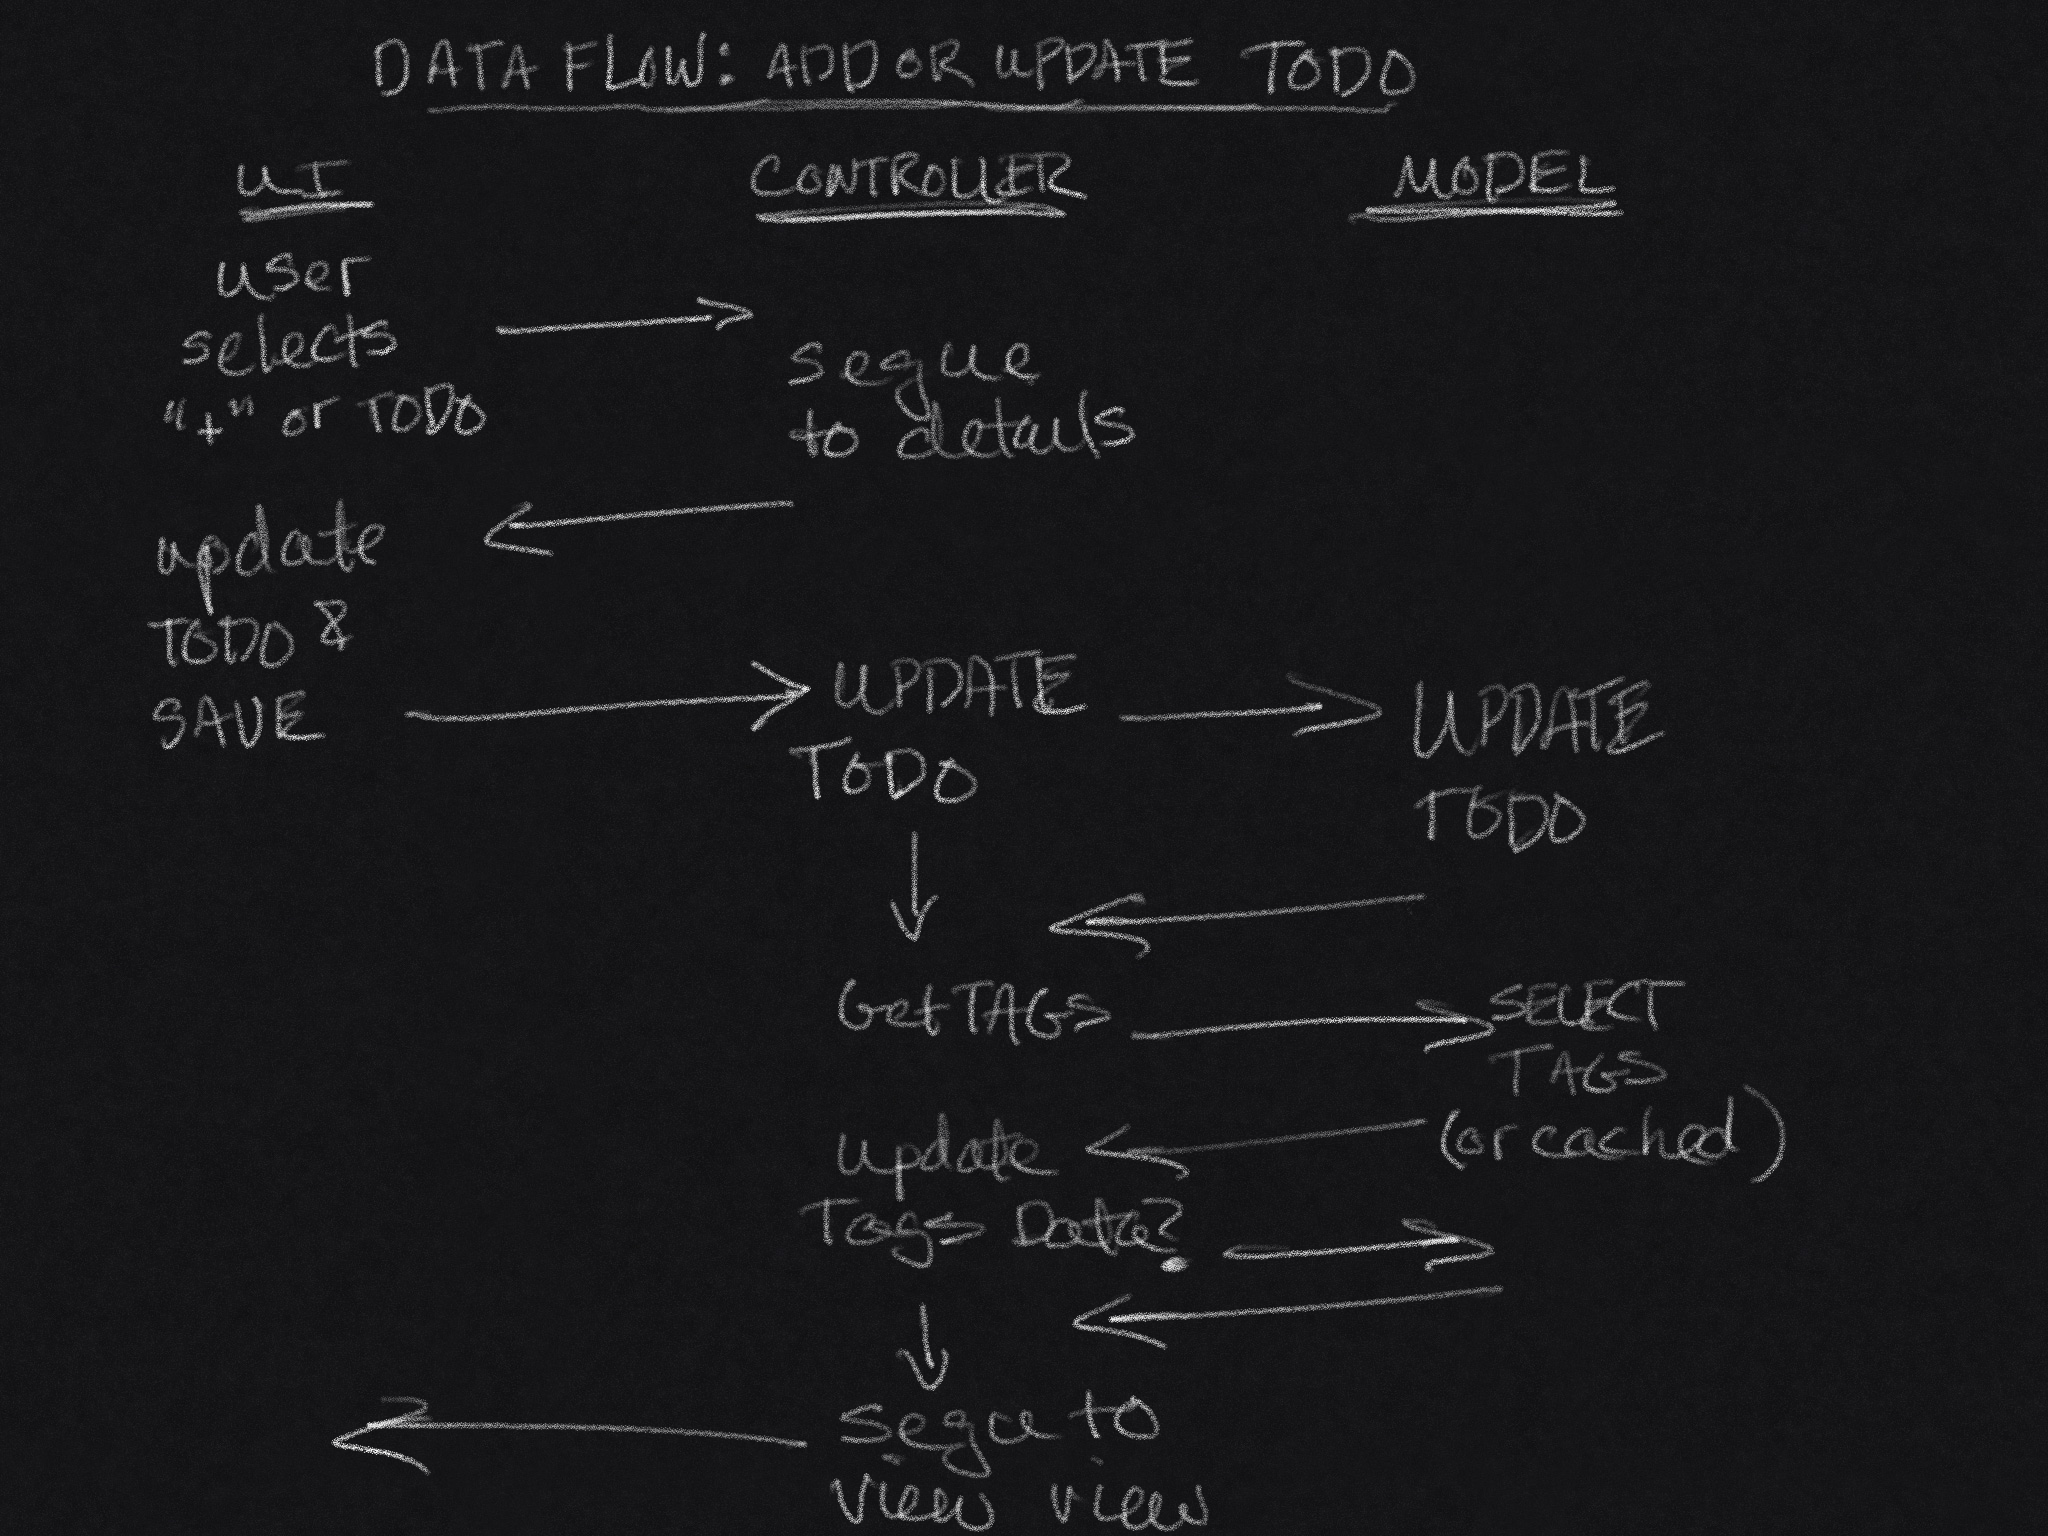 DATA FLOW: ADD OR UPDATE TODO
UI
CONTROLLER
MODEL
user
selects
"+" or TODO
segue
to details
update
TODO &
SAVE
UPDATE
TODO
UPDATE
TODO
GetTAGS
SELECT
TAGS
(or cached)
update
Tags Data?
segue to
view view